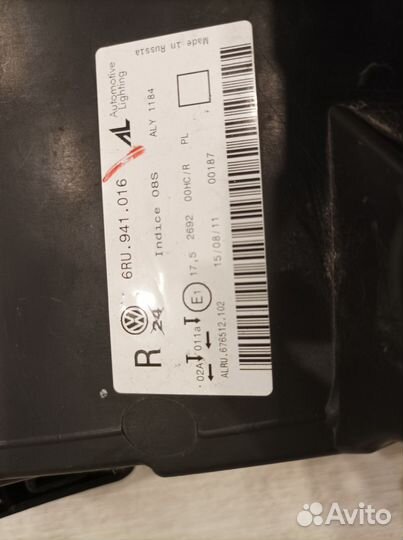 R
6RU.941.016
24
Indice 08S
AL Automotive
Lighting
ALY 1184
Made in Russia
02A 011a E1 17,5 2692 00HC/R PL
15/08/11 00187
ALRU.676512.102
Avito